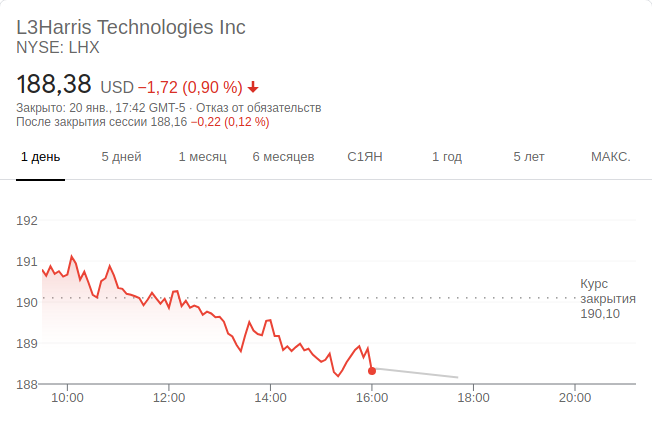 L3Harris Technologies Inc
NYSE: LHX
188,38 USD −1,72 (0,90 %)
Закрыто: 20 янв., 17:42 GMT-5 · Отказ от обязательств
После закрытия сессии 188,16 −0,22 (0,12 %)
1 день 5 дней 1 месяц 6 месяцев С1ЯН 1 год 5 лет МАКС.
192
191
190
189
188
Курс
закрытия
190,10
10:00 12:00 14:00 16:00 18:00 20:00